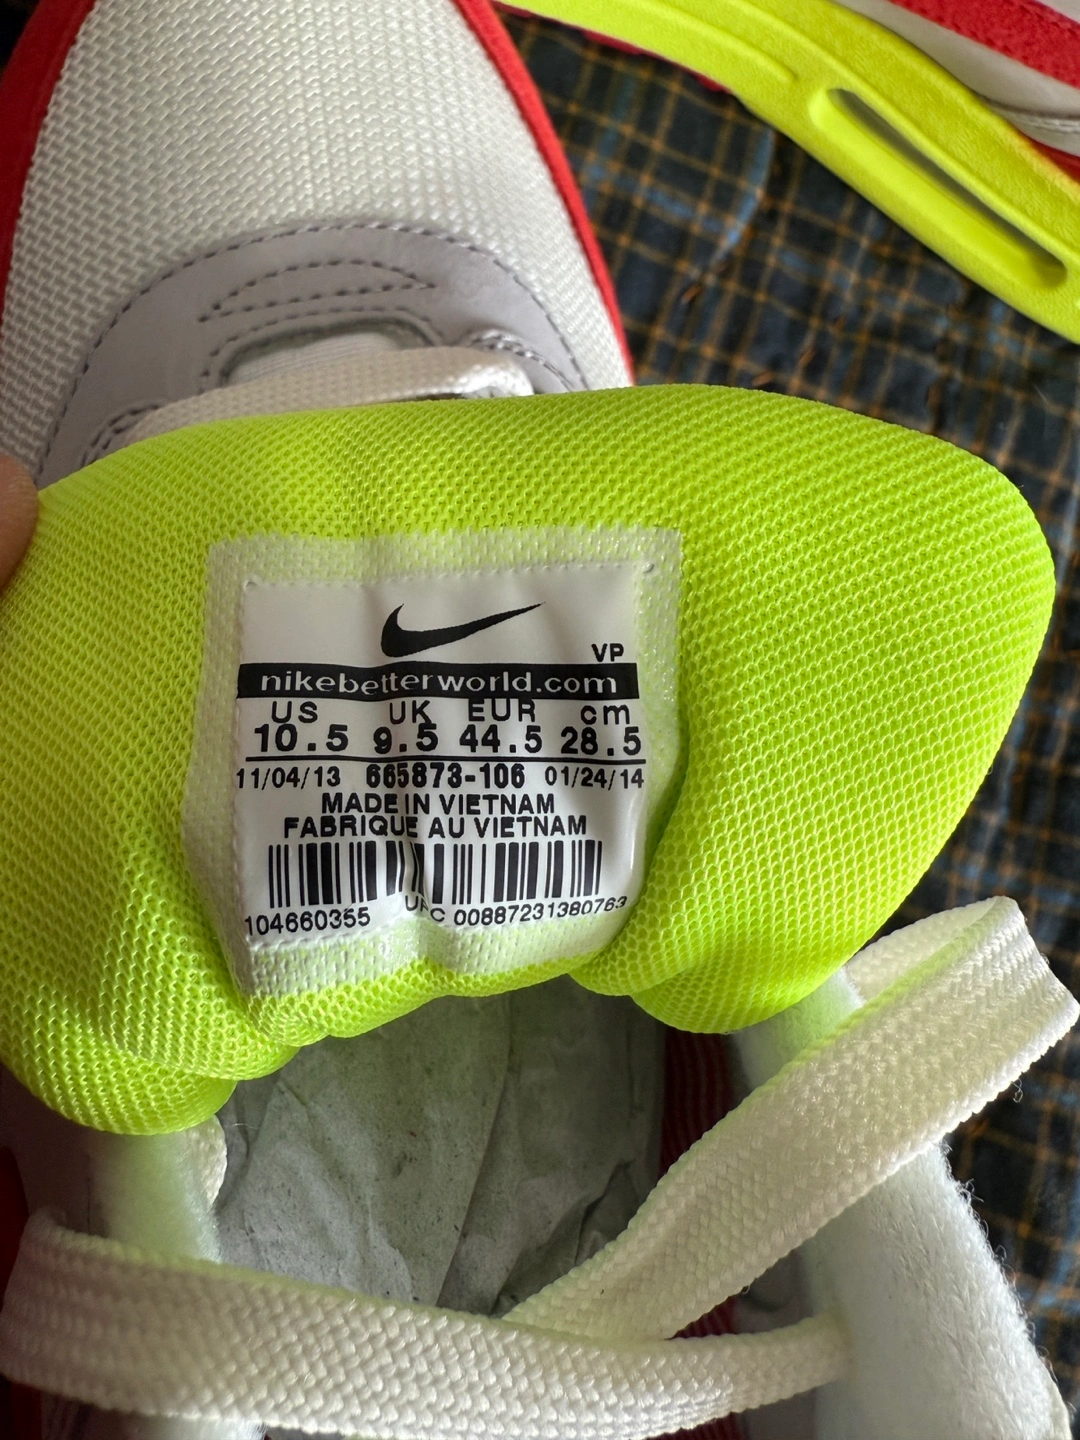 VP
nikebetterworld.com
US UK EUR cm
10.5 9.5 44.5 28.5
11/04/13 665873-106 01/24/14
MADE IN VIETNAM
FABRIQUE AU VIETNAM
104660355 UPC 00887231380763